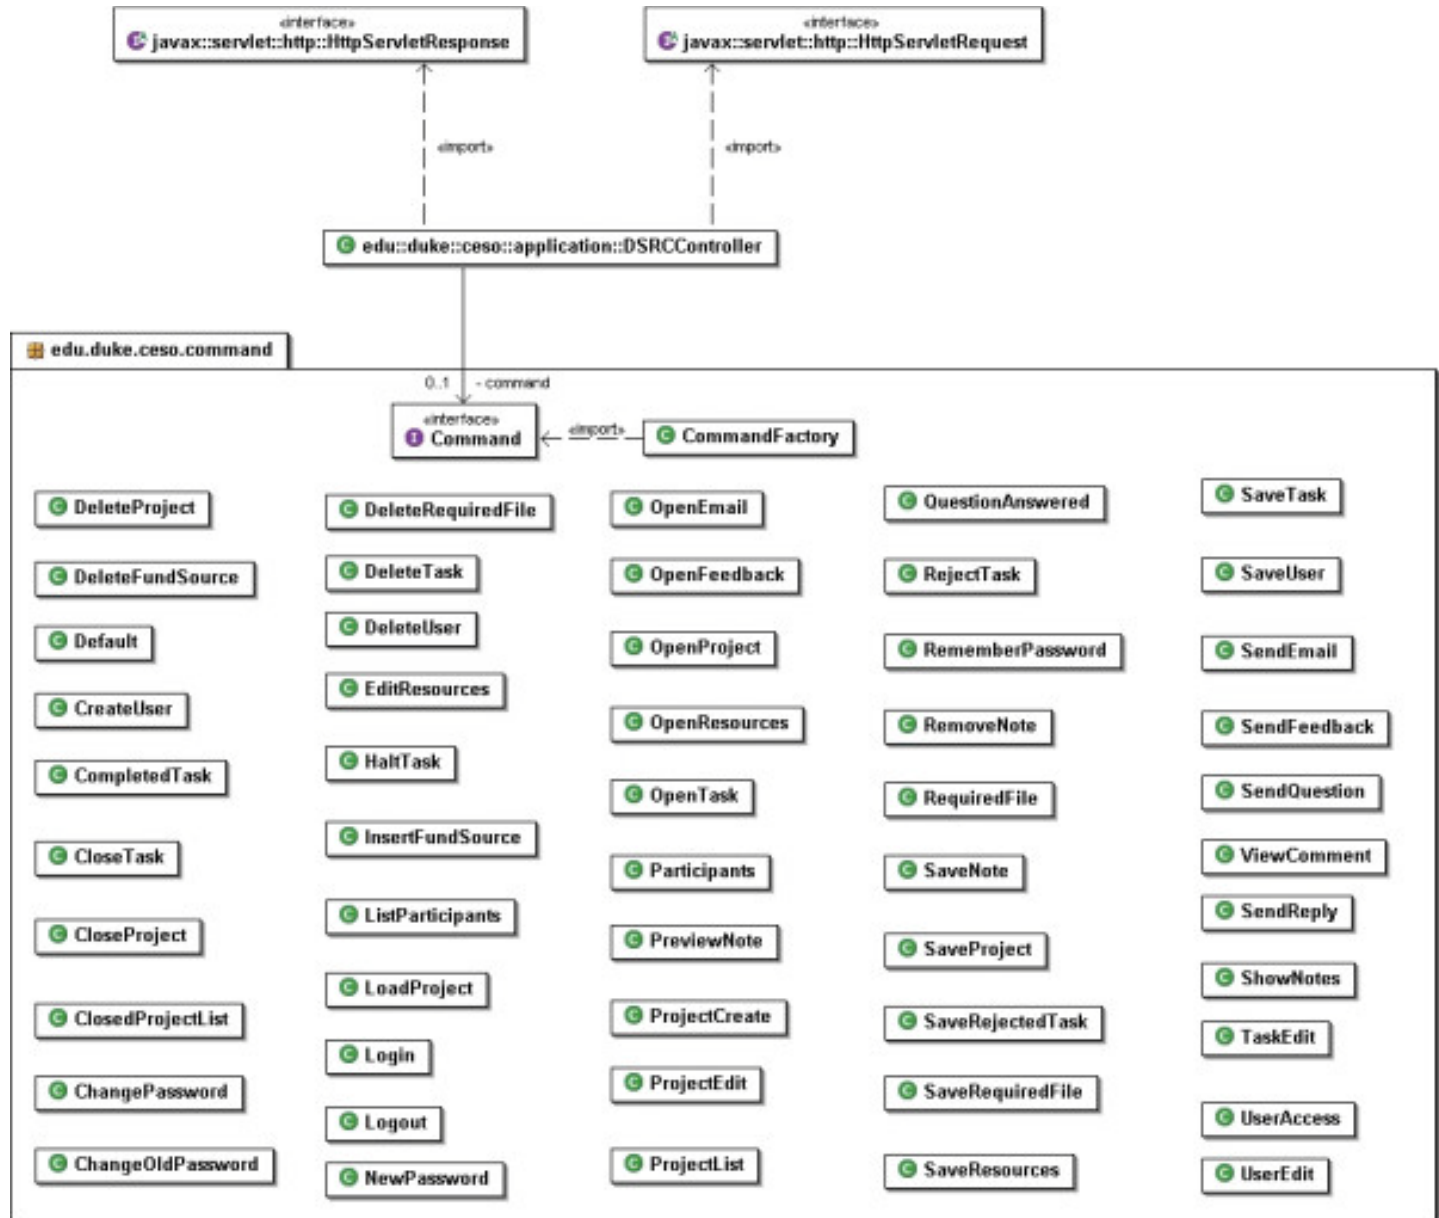 «interface»
javax::servlet::http::HttpServletResponse
«interface»
javax::servlet::http::HttpServletRequest
«import»
«import»
edu::duke::ceso::application::DSRCController
edu.duke.ceso.command
0..1 - command
«interface»
Command
«import»
CommandFactory
DeleteProject
DeleteFundSource
Default
CreateUser
CompletedTask
CloseTask
CloseProject
ClosedProjectList
ChangePassword
ChangeOldPassword
DeleteRequiredFile
DeleteTask
DeleteUser
EditResources
HaltTask
InsertFundSource
ListParticipants
LoadProject
Login
Logout
NewPassword
OpenEmail
OpenFeedback
OpenProject
OpenResources
OpenTask
Participants
PreviewNote
ProjectCreate
ProjectEdit
ProjectList
QuestionAnswered
RejectTask
RememberPassword
RemoveNote
RequiredFile
SaveNote
SaveProject
SaveRejectedTask
SaveRequiredFile
SaveResources
SaveTask
SaveUser
SendEmail
SendFeedback
SendQuestion
ViewComment
SendReply
ShowNotes
TaskEdit
UserAccess
UserEdit